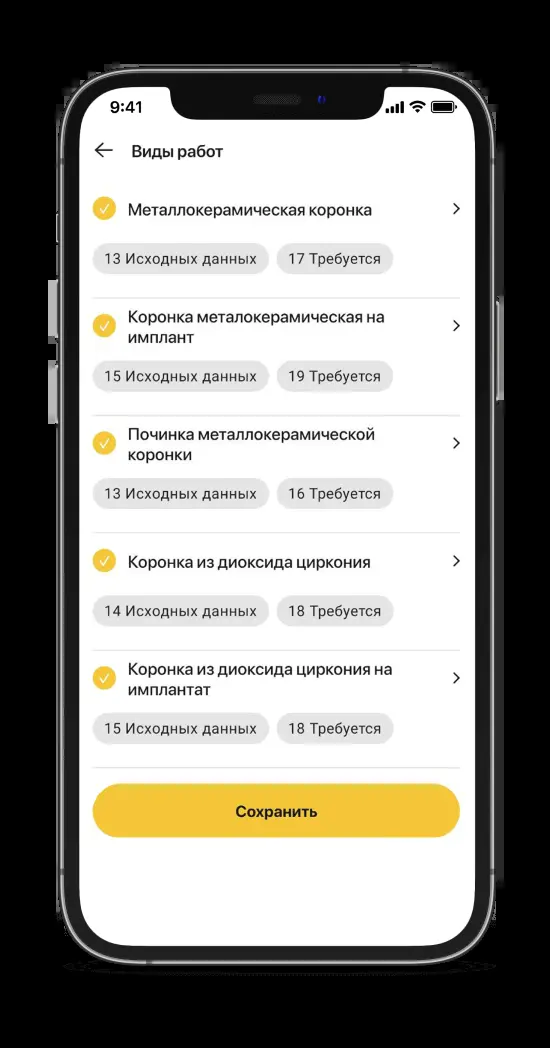 9:41
Виды работ
Металлокерамическая коронка
13 Исходных данных 17 Требуется
Коронка металокерамическая на
имплант
15 Исходных данных 19 Требуется
Починка металлокерамической
коронки
13 Исходных данных 16 Требуется
Коронка из диоксида циркония
14 Исходных данных 18 Требуется
Коронка из диоксида циркония на
имплантат
15 Исходных данных 18 Требуется
Сохранить